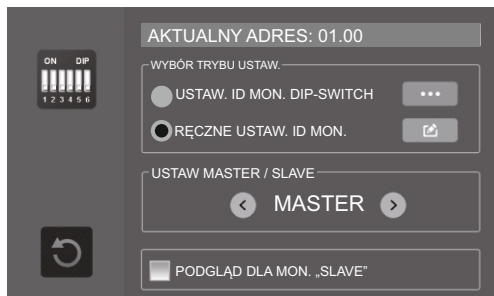 AKTUALNY ADRES: 01.00
ON DIP
1 2 3 4 5 6
WYBÓR TRYBU USTAW.
USTAW. ID MON. DIP-SWITCH
RĘCZNE USTAW. ID MON.
USTAW MASTER / SLAVE
MASTER
PODGLĄD DLA MON. „SLAVE”